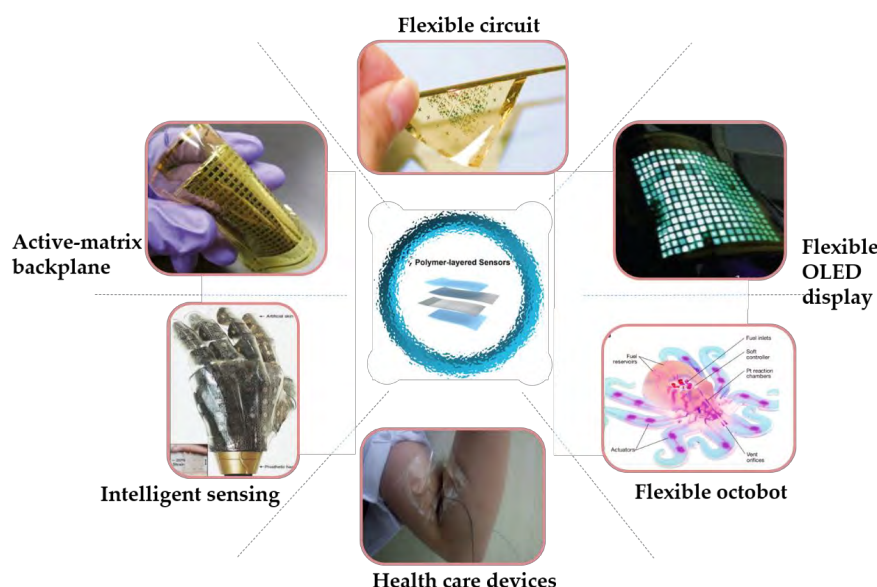 Flexible circuit
Active-matrix
backplane
Polymer-layered Sensors
Flexible
OLED
display
Artificial skin
Fuel inlets
Soft
controller
Fuel
reservoirs
Pt reaction
chambers
Actuators
Vent
orifices
Intelligent sensing
Flexible octobot
Health care devices